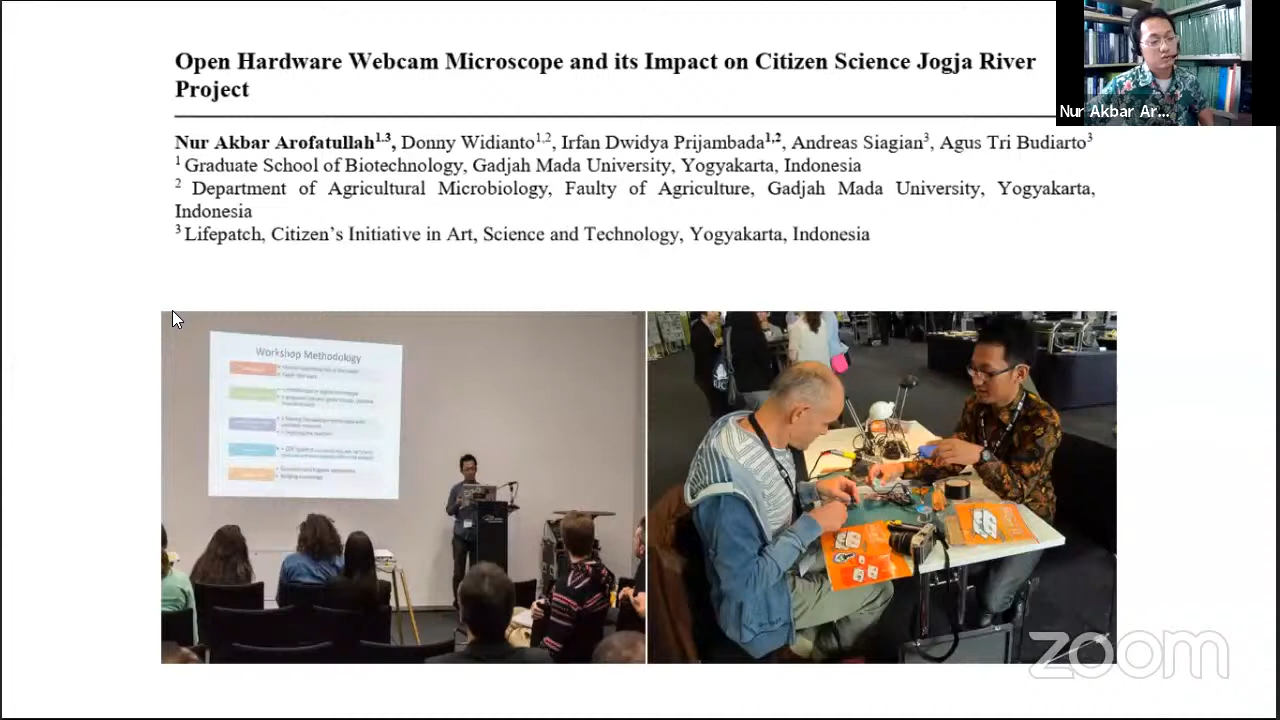 Open Hardware Webcam Microscope and its Impact on Citizen Science Jogja River
Project
Nur Akbar Ar...
Nur Akbar Arofatullah1.3, Donny Widianto1,2, Irfan Dwidya Prijambada1,2, Andreas Siagian3, Agus Tri Budiarto3
1 Graduate School of Biotechnology, Gadjah Mada University, Yogyakarta, Indonesia
2 Department of Agricultural Microbiology, Faulty of Agriculture, Gadjah Mada University, Yogyakarta,
Indonesia
3 Lifepatch, Citizen's Initiative in Art, Science and Technology, Yogyakarta, Indonesia
Workshop Methodology
zoom